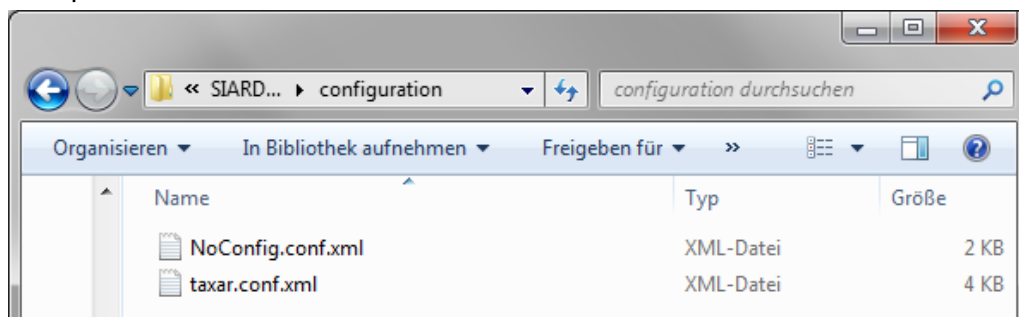 « SIARD... ▸ configuration configuration durchsuchen
Organisieren In Bibliothek aufnehmen Freigeben für »
Name Typ Größe
NoConfig.conf.xml XML-Datei 2 KB
taxar.conf.xml XML-Datei 4 KB